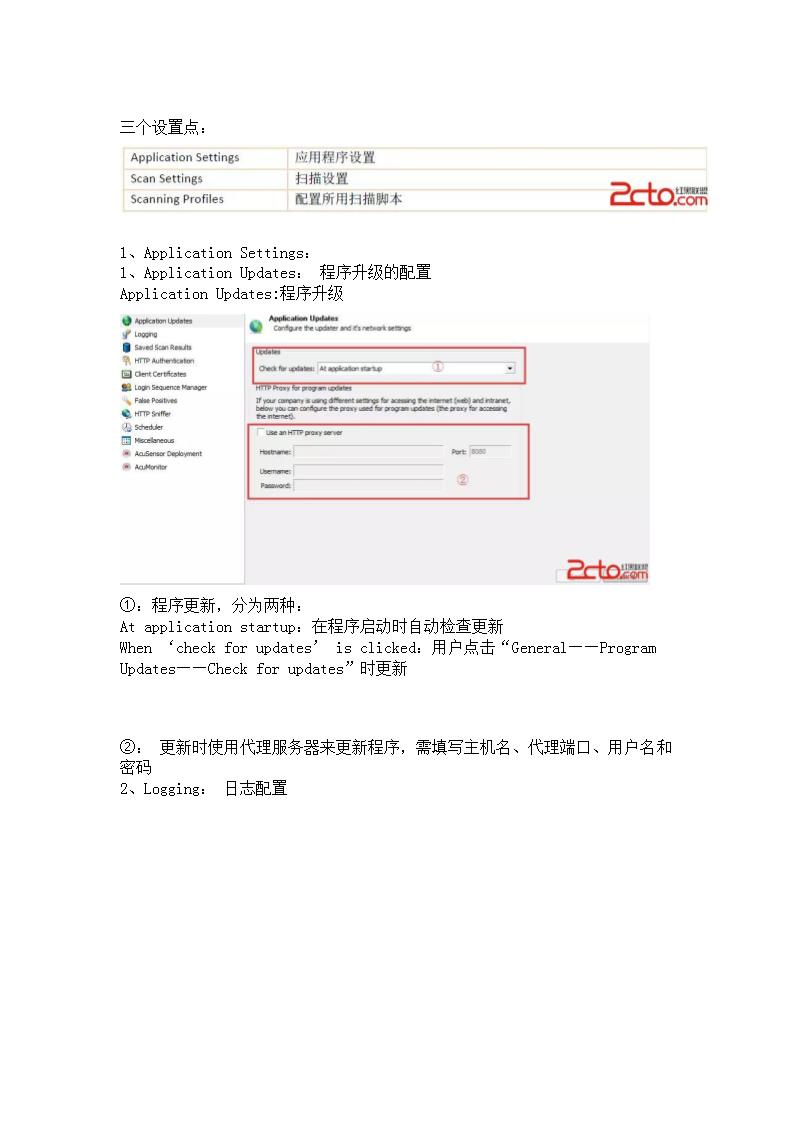 三个设置点：
Application Settings 应用程序设置
Scan Settings 扫描设置
Scanning Profiles 配置所用扫描脚本
2cto.com 红黑联盟
1、Application Settings：
1、Application Updates： 程序升级的配置
Application Updates:程序升级
Application Updates
Logging
Saved Scan Results
HTTP Authentication
Client Certificates
Login Sequence Manager
False Positives
HTTP Sniffer
Scheduler
Miscellaneous
AcuSensor Deployment
AcuMonitor
Application Updates
Configure the updater and it's network settings
Updates
Check for updates: At application startup ①
HTTP Proxy for program updates
If your company is using different settings for acessing the internet (web) and intranet,
below you can configure the proxy used for program updates (the proxy for accessing
the internet).
Use an HTTP proxy server
Hostname: Port: 8080
Username:
Password: ②
2cto.com 红黑联盟
①：程序更新，分为两种：
At application startup：在程序启动时自动检查更新
When ‘check for updates’ is clicked：用户点击“General——Program
Updates——Check for updates”时更新
②： 更新时使用代理服务器来更新程序，需填写主机名、代理端口、用户名和
密码
2、Logging： 日志配置